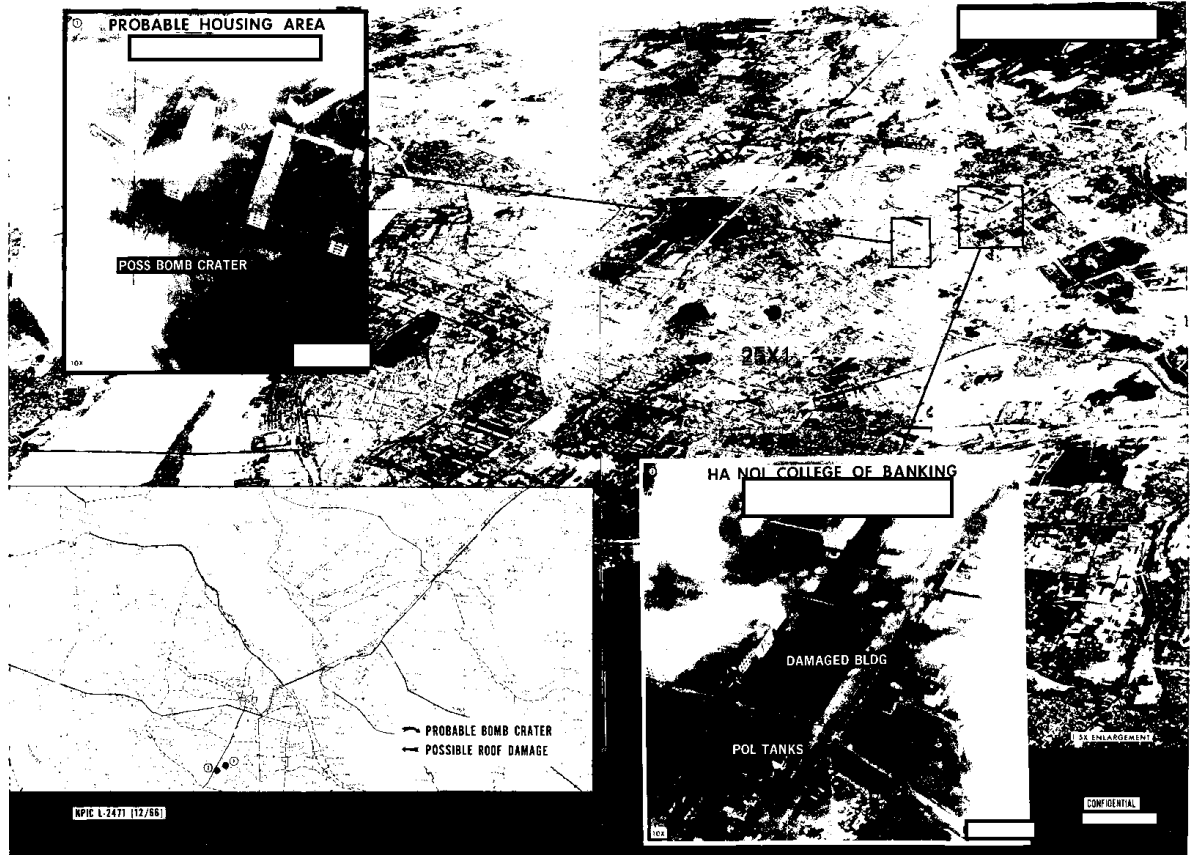 PROBABLE HOUSING AREA
POSS BOMB CRATER
10X
25X1
HA NOI COLLEGE OF BANKING
DAMAGED BLDG
POL TANKS
10X
PROBABLE BOMB CRATER
POSSIBLE ROOF DAMAGE
NPIC L-2471 (12/66)
1.5X ENLARGEMENT
CONFIDENTIAL